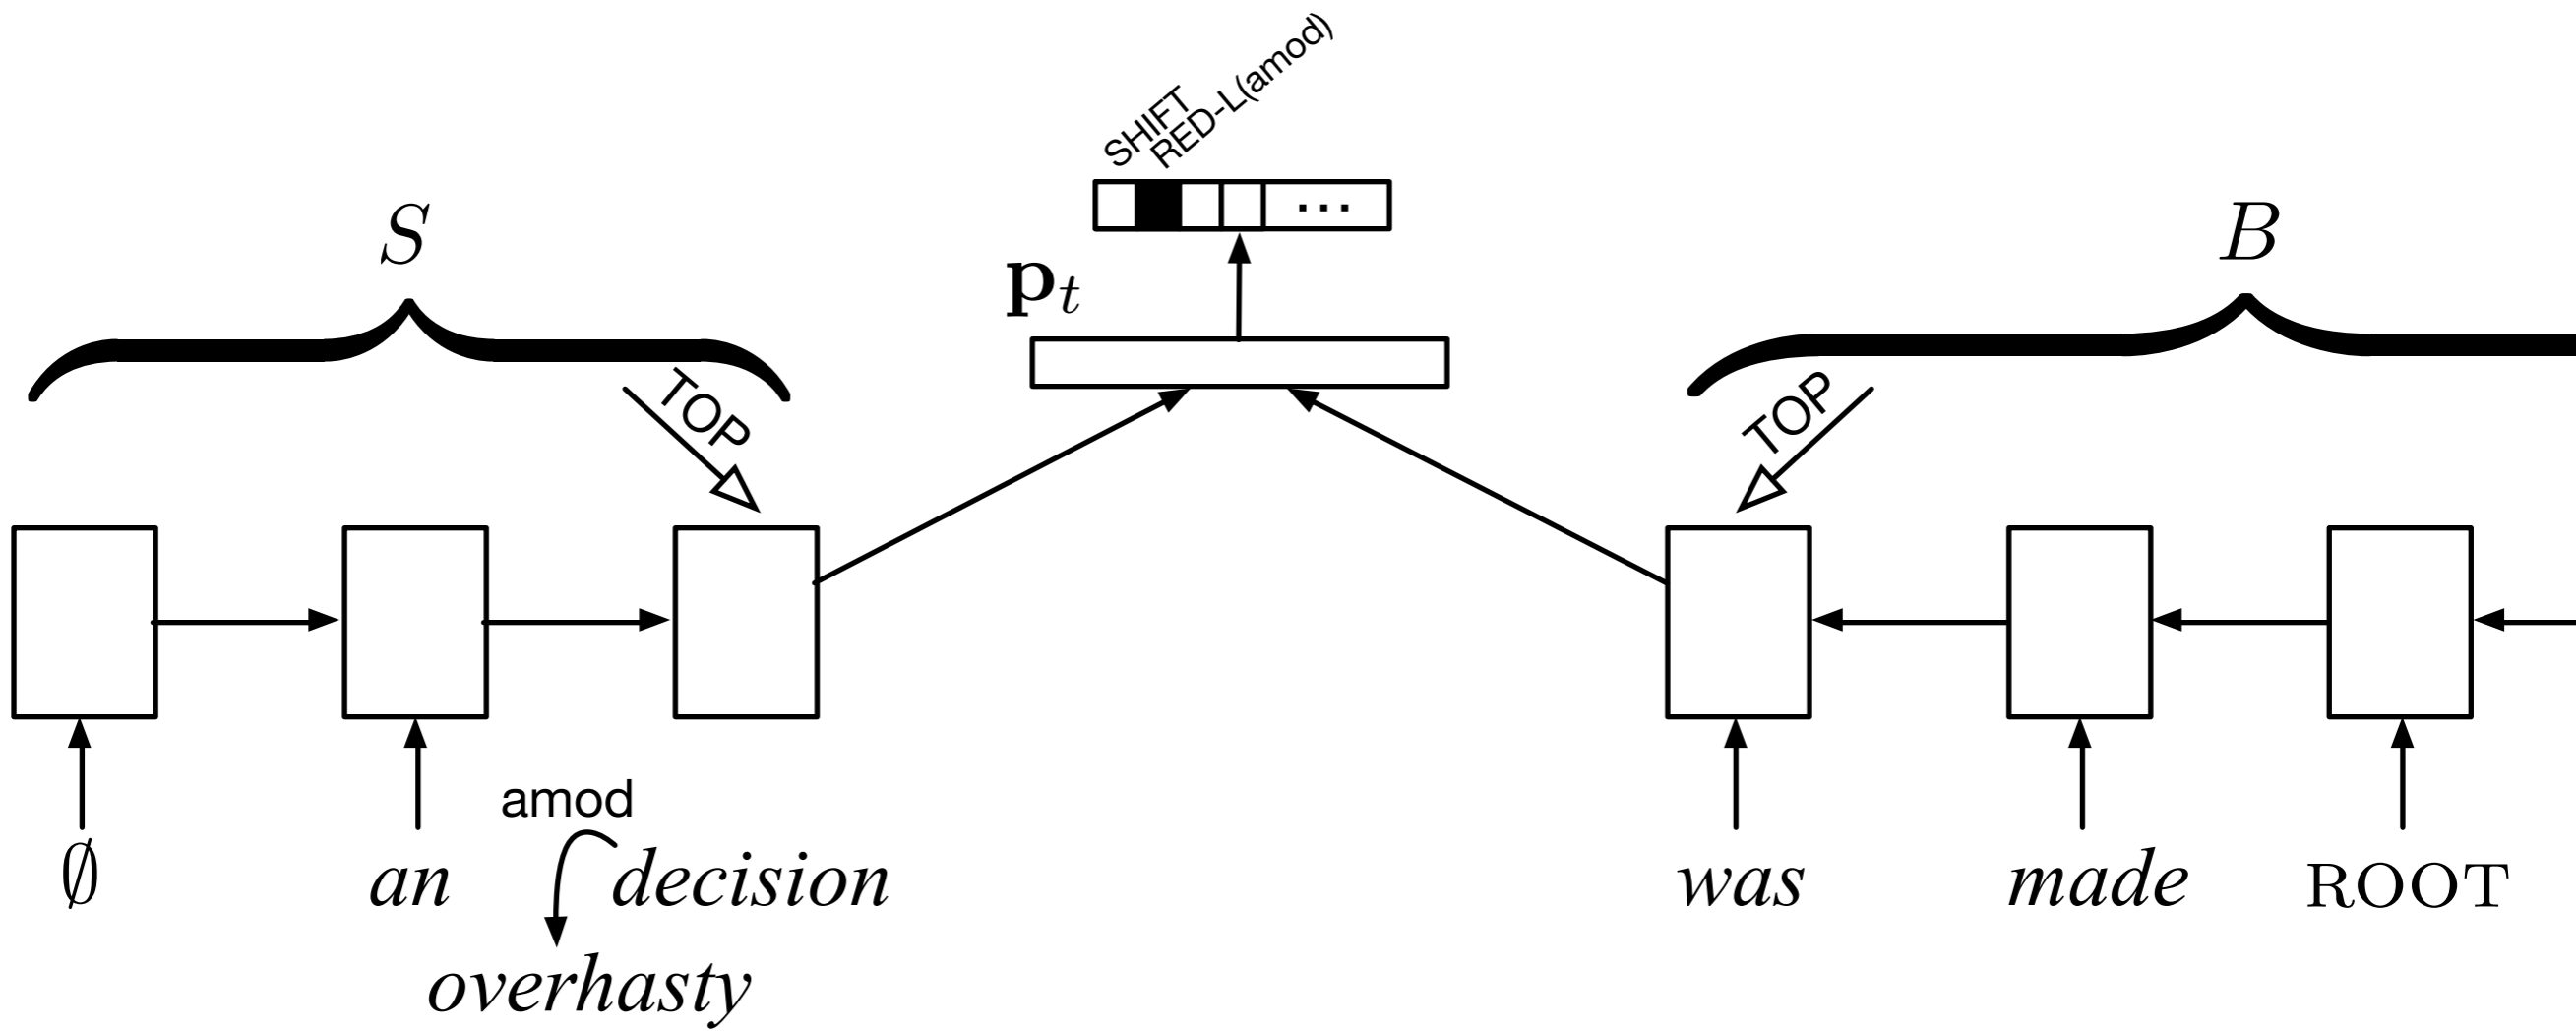 SHIFT
RED-L(amod)
...
S
B
p_t
TOP
TOP
amod
∅ an decision was made ROOT
overhasty